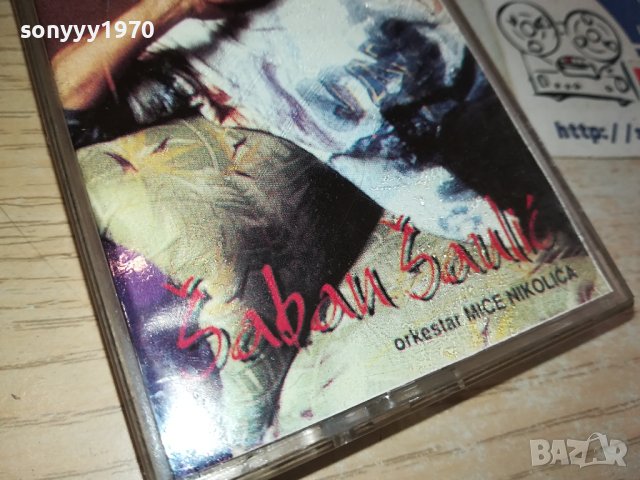 sonyyy1970
http://
Šaban Šaulić
orkestar MIĆE NIKOLIĆA
BAZAR